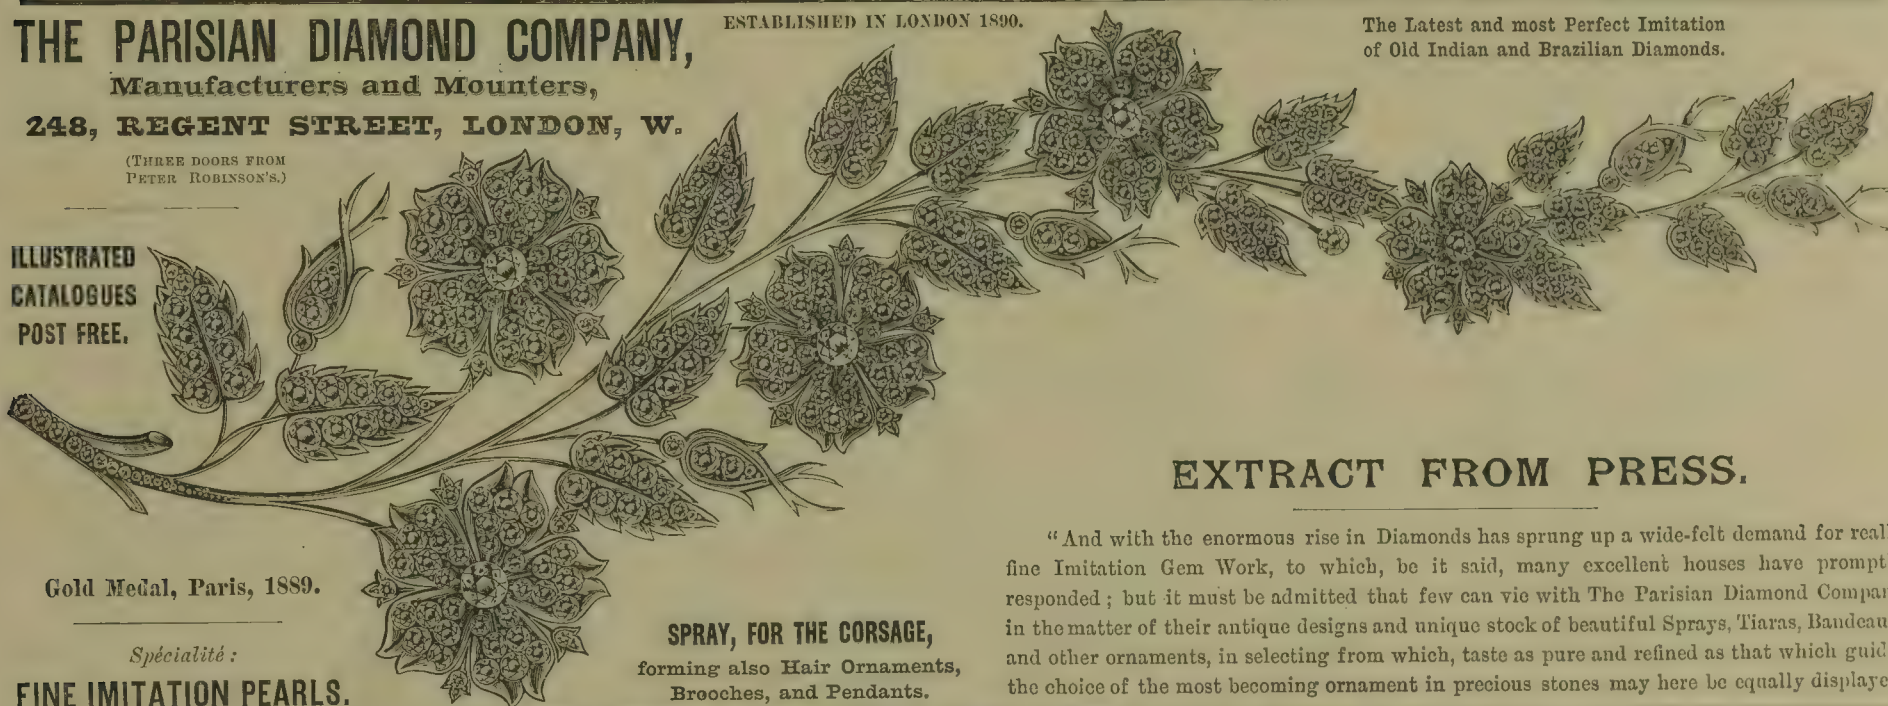 THE PARISIAN DIAMOND COMPANY,
Manufacturers and Mounters,
248, REGENT STREET, LONDON, W.
(THREE DOORS FROM
PETER ROBINSON'S.)
ESTABLISHED IN LONDON 1890.
The Latest and most Perfect Imitation
of Old Indian and Brazilian Diamonds.
ILLUSTRATED
CATALOGUES
POST FREE.
Gold Medal, Paris, 1889.
Spécialité:
FINE IMITATION PEARLS.
SPRAY, FOR THE CORSAGE,
forming also Hair Ornaments,
Brooches, and Pendants.
EXTRACT FROM PRESS.
"And with the enormous rise in Diamonds has sprung up a wide-felt demand for reall
fine Imitation Gem Work, to which, be it said, many excellent houses have prompt
responded; but it must be admitted that few can vie with The Parisian Diamond Compan
in the matter of their antique designs and unique stock of beautiful Sprays, Tiaras, Bandeau
and other ornaments, in selecting from which, taste as pure and refined as that which guid
the choice of the most becoming ornament in precious stones may here be equally displaye